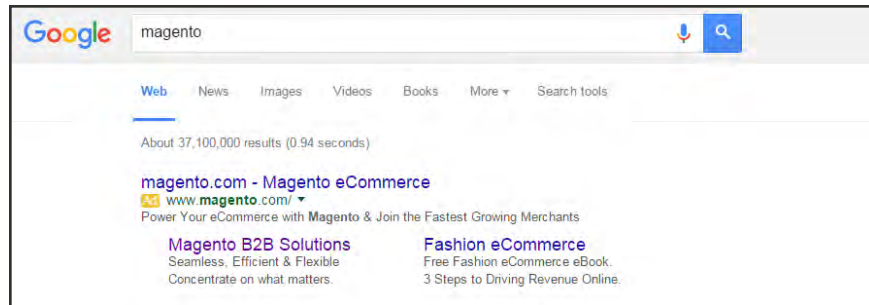 Google magento
Web News Images Videos Books More Search tools
About 37,100,000 results (0.94 seconds)
magento.com - Magento eCommerce
Ad www.magento.com/
Power Your eCommerce with Magento & Join the Fastest Growing Merchants
Magento B2B Solutions
Seamless, Efficient & Flexible
Concentrate on what matters.
Fashion eCommerce
Free Fashion eCommerce eBook.
3 Steps to Driving Revenue Online.